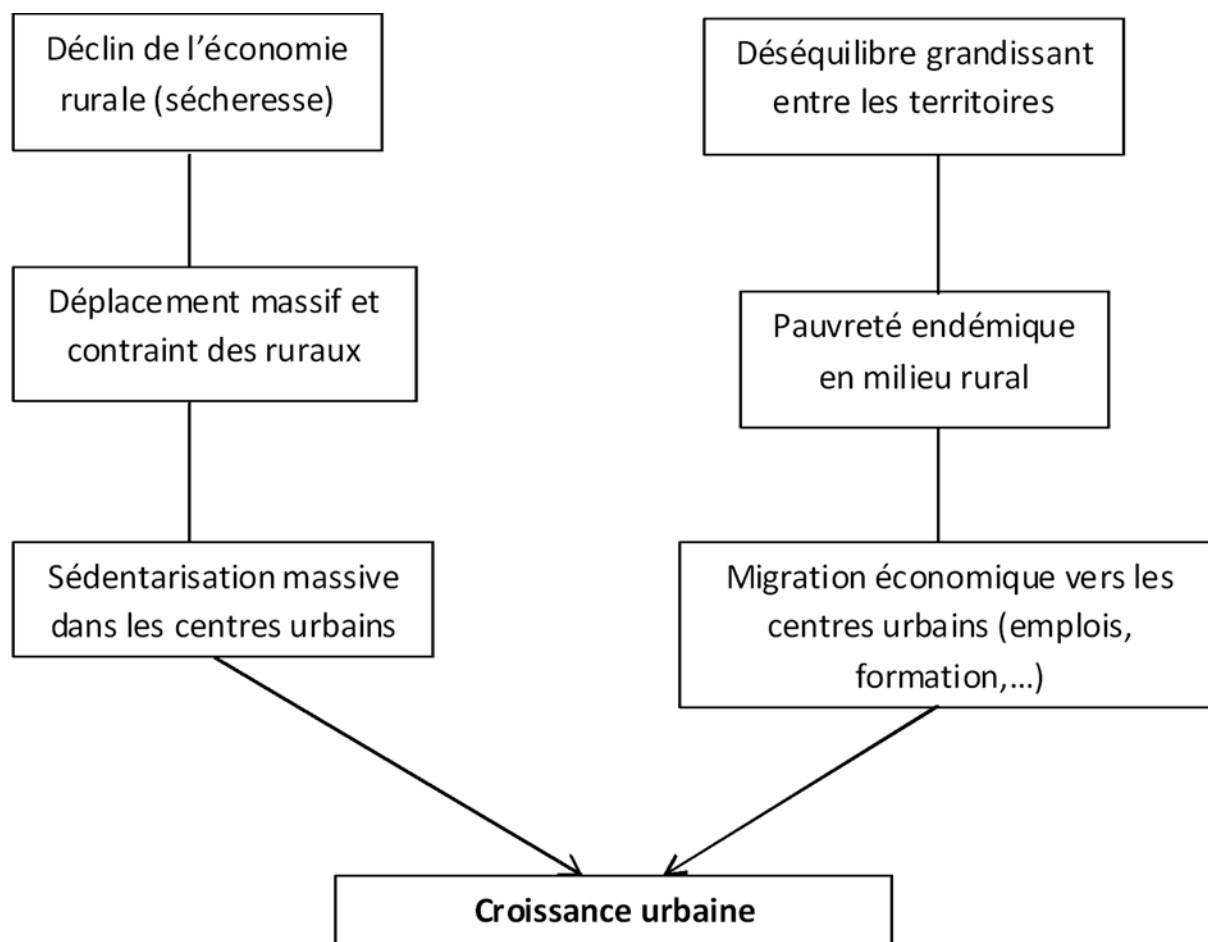 Déclin de l'économie
rurale (sécheresse)
Déplacement massif et
contraint des ruraux
Sédentarisation massive
dans les centres urbains
Déséquilibre grandissant
entre les territoires
Pauvreté endémique
en milieu rural
Migration économique vers les
centres urbains (emplois,
formation,...)
Croissance urbaine